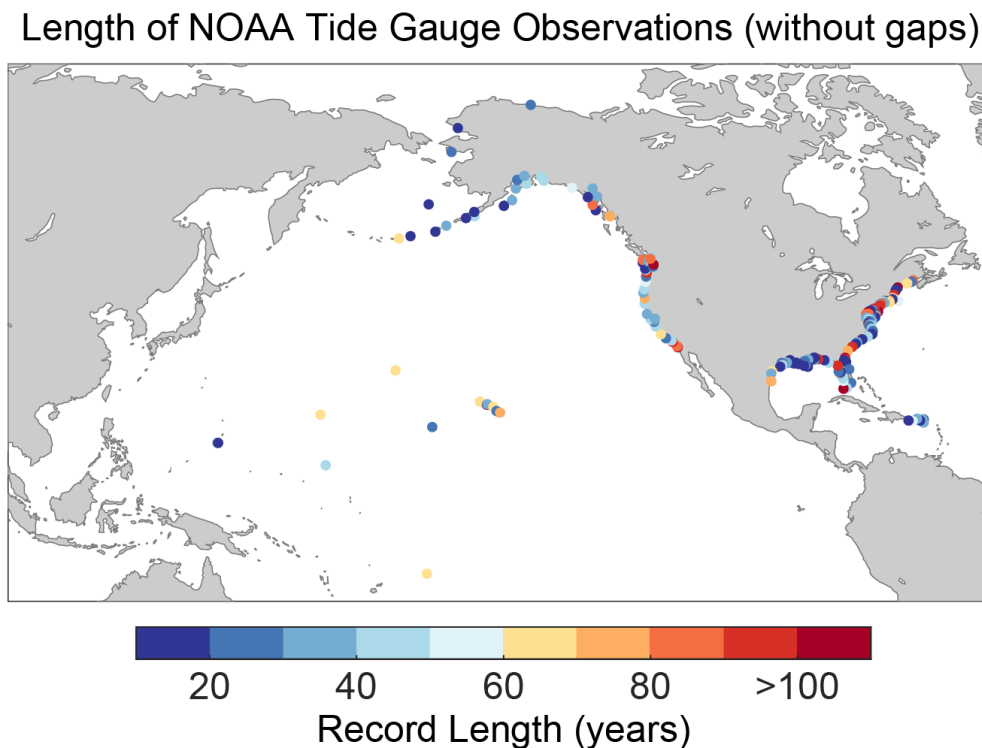 Length of NOAA Tide Gauge Observations (without gaps)
20 40 60 80 >100
Record Length (years)